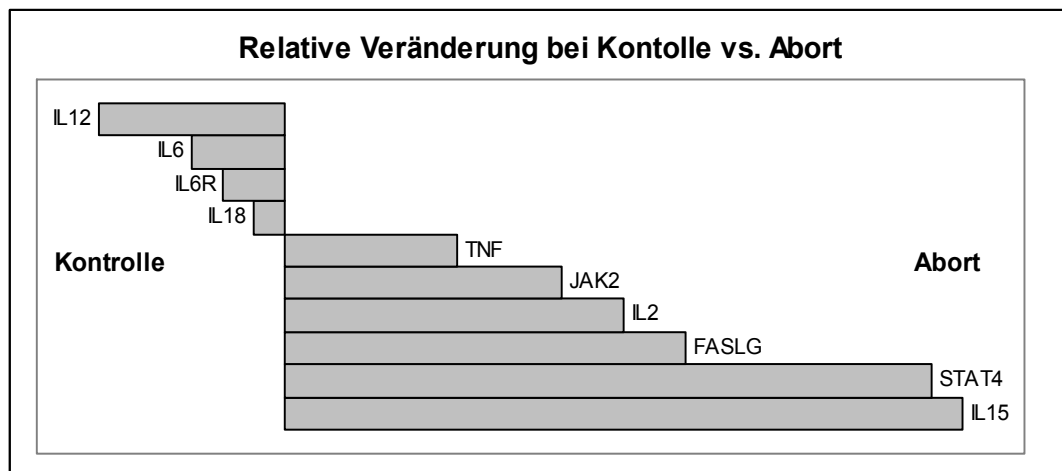 Relative Veränderung bei Kontolle vs. Abort
IL12
IL6
IL6R
IL18
TNF
Kontrolle
Abort
JAK2
IL2
FASLG
STAT4
IL15